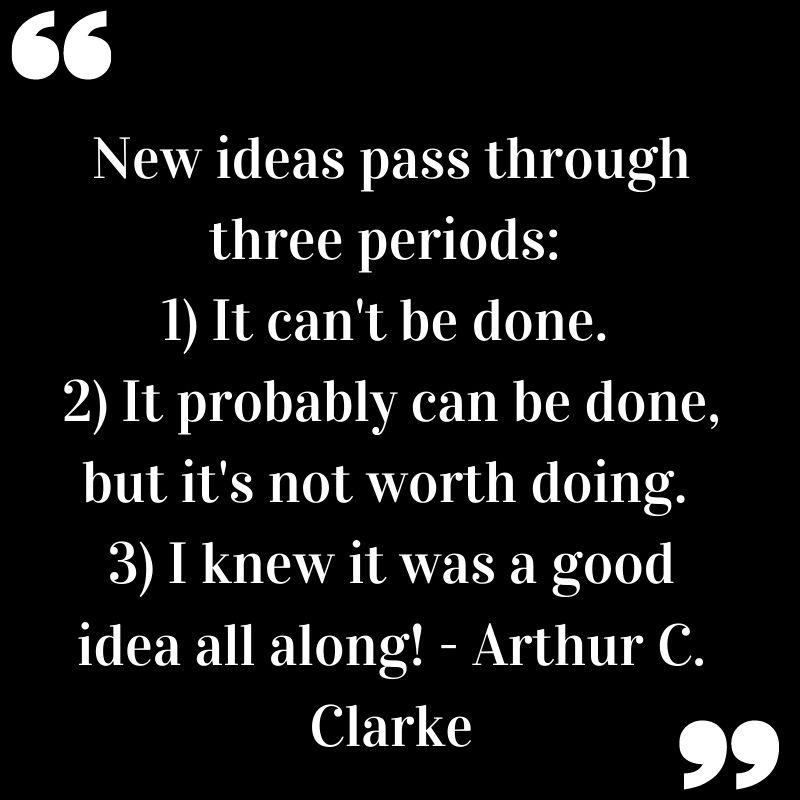 “
New ideas pass through
three periods:
1) It can't be done.
2) It probably can be done,
but it's not worth doing.
3) I knew it was a good
idea all along! - Arthur C.
Clarke
”